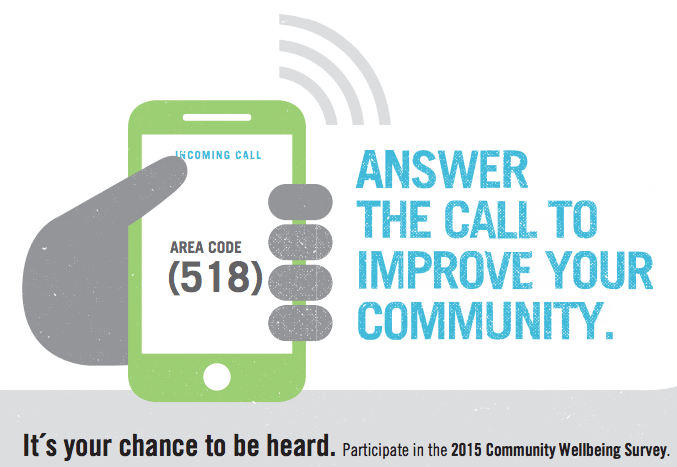 INCOMING CALL
AREA CODE
(518)
ANSWER
THE CALL TO
IMPROVE YOUR
COMMUNITY.
It´s your chance to be heard. Participate in the 2015 Community Wellbeing Survey.